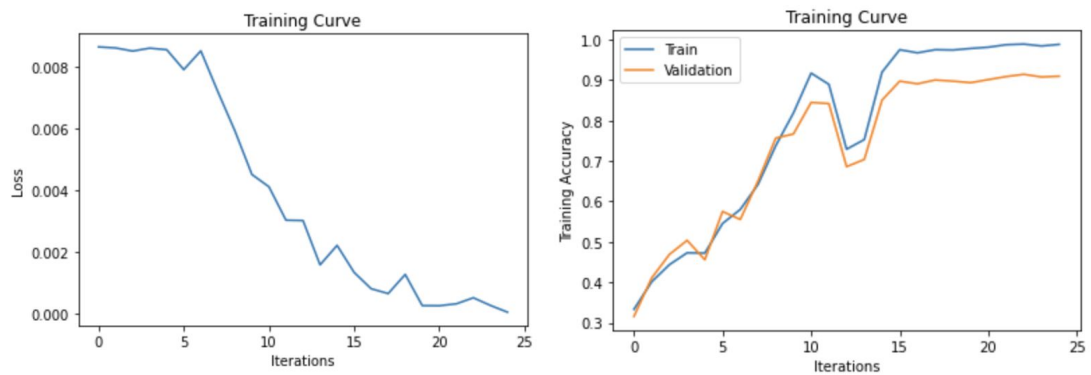 Training Curve
0.008
0.006
0.004
0.002
0.000
Loss
0 5 10 15 20 25
Iterations
Training Curve
Train
Validation
1.0
0.9
0.8
0.7
0.6
0.5
0.4
0.3
Training Accuracy
0 5 10 15 20 25
Iterations